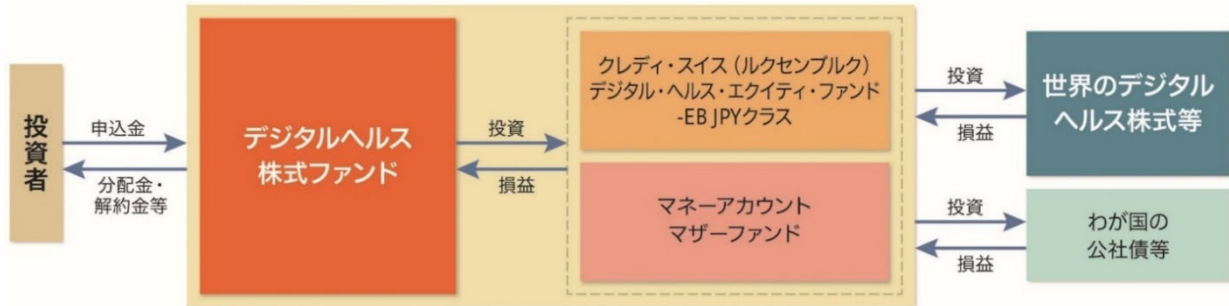 投資者
申込金
分配金・
解約金等
デジタルヘルス
株式ファンド
投資
損益
クレディ・スイス（ルクセンブルク）
デジタル・ヘルス・エクイティ・ファンド
-EB JPYクラス
マネーアカウント
マザーファンド
投資
損益
世界のデジタル
ヘルス株式等
投資
損益
わが国の
公社債等